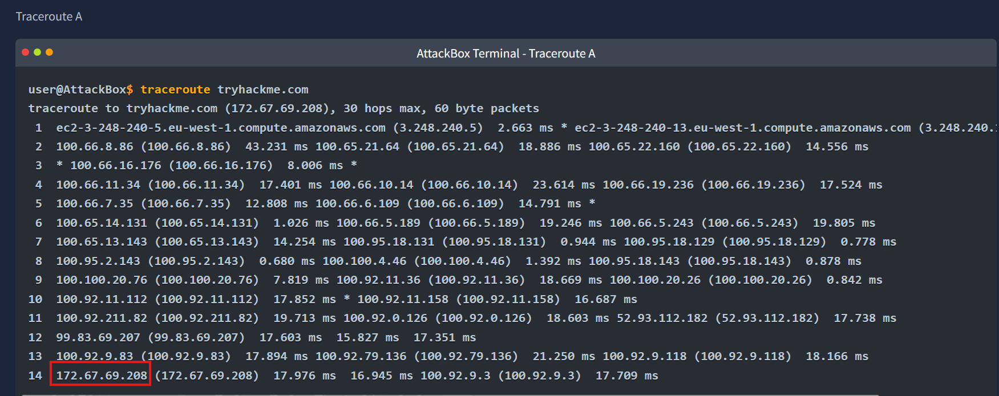 Traceroute A
AttackBox Terminal - Traceroute A
user@AttackBox$ traceroute tryhackme.com
traceroute to tryhackme.com (172.67.69.208), 30 hops max, 60 byte packets
1 ec2-3-248-240-5.eu-west-1.compute.amazonaws.com (3.248.240.5) 2.663 ms * ec2-3-248-240-13.eu-west-1.compute.amazonaws.com (3.248.240.
2 100.66.8.86 (100.66.8.86) 43.231 ms 100.65.21.64 (100.65.21.64) 18.886 ms 100.65.22.160 (100.65.22.160) 14.556 ms
3 * 100.66.16.176 (100.66.16.176) 8.006 ms *
4 100.66.11.34 (100.66.11.34) 17.401 ms 100.66.10.14 (100.66.10.14) 23.614 ms 100.66.19.236 (100.66.19.236) 17.524 ms
5 100.66.7.35 (100.66.7.35) 12.808 ms 100.66.6.109 (100.66.6.109) 14.791 ms *
6 100.65.14.131 (100.65.14.131) 1.026 ms 100.66.5.189 (100.66.5.189) 19.246 ms 100.66.5.243 (100.66.5.243) 19.805 ms
7 100.65.13.143 (100.65.13.143) 14.254 ms 100.95.18.131 (100.95.18.131) 0.944 ms 100.95.18.129 (100.95.18.129) 0.778 ms
8 100.95.2.143 (100.95.2.143) 0.680 ms 100.100.4.46 (100.100.4.46) 1.392 ms 100.95.18.143 (100.95.18.143) 0.878 ms
9 100.100.20.76 (100.100.20.76) 7.819 ms 100.92.11.36 (100.92.11.36) 18.669 ms 100.100.20.26 (100.100.20.26) 0.842 ms
10 100.92.11.112 (100.92.11.112) 17.852 ms * 100.92.11.158 (100.92.11.158) 16.687 ms
11 100.92.211.82 (100.92.211.82) 19.713 ms 100.92.0.126 (100.92.0.126) 18.603 ms 52.93.112.182 (52.93.112.182) 17.738 ms
12 99.83.69.207 (99.83.69.207) 17.603 ms 15.827 ms 17.351 ms
13 100.92.9.83 (100.92.9.83) 17.894 ms 100.92.79.136 (100.92.79.136) 21.250 ms 100.92.9.118 (100.92.9.118) 18.166 ms
14 172.67.69.208 (172.67.69.208) 17.976 ms 16.945 ms 100.92.9.3 (100.92.9.3) 17.709 ms